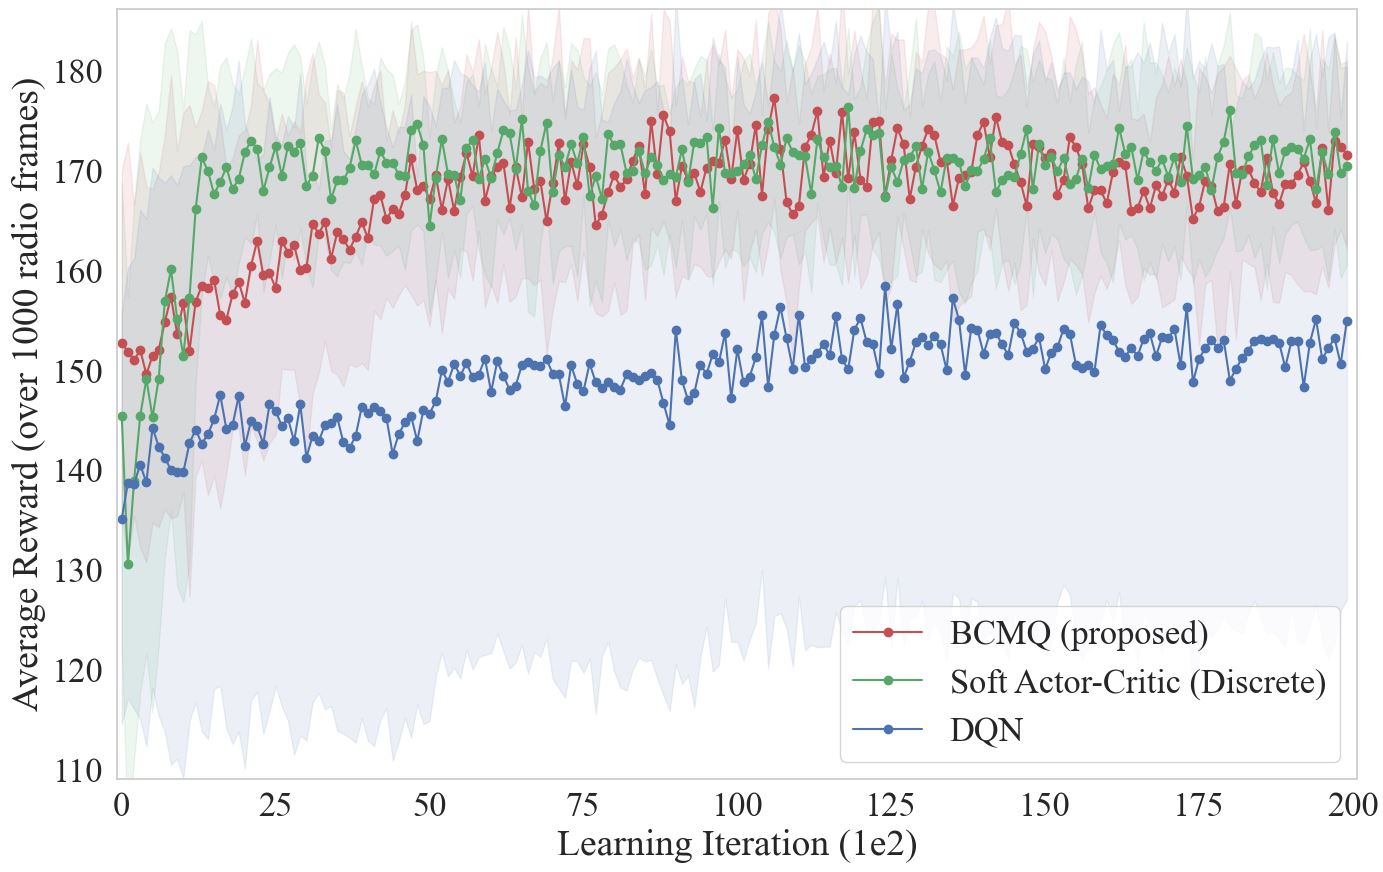 Average Reward (over 1000 radio frames)
180
170
160
150
140
130
120
110
BCMQ (proposed)
Soft Actor-Critic (Discrete)
DQN
0 25 50 75 100 125 150 175 200
Learning Iteration (1e2)